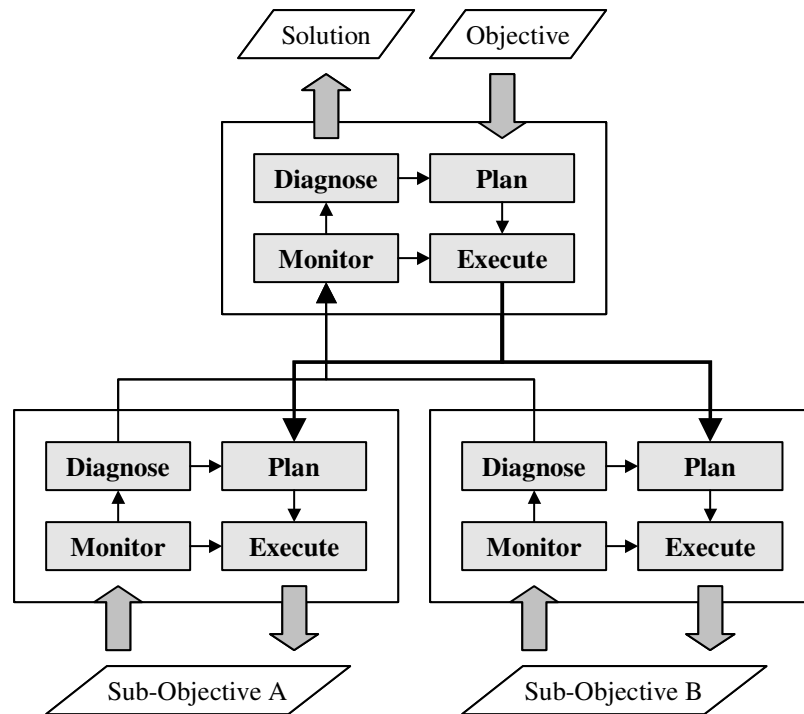 Solution
Objective
Diagnose
Plan
Monitor
Execute
Diagnose
Plan
Monitor
Execute
Sub-Objective A
Diagnose
Plan
Monitor
Execute
Sub-Objective B